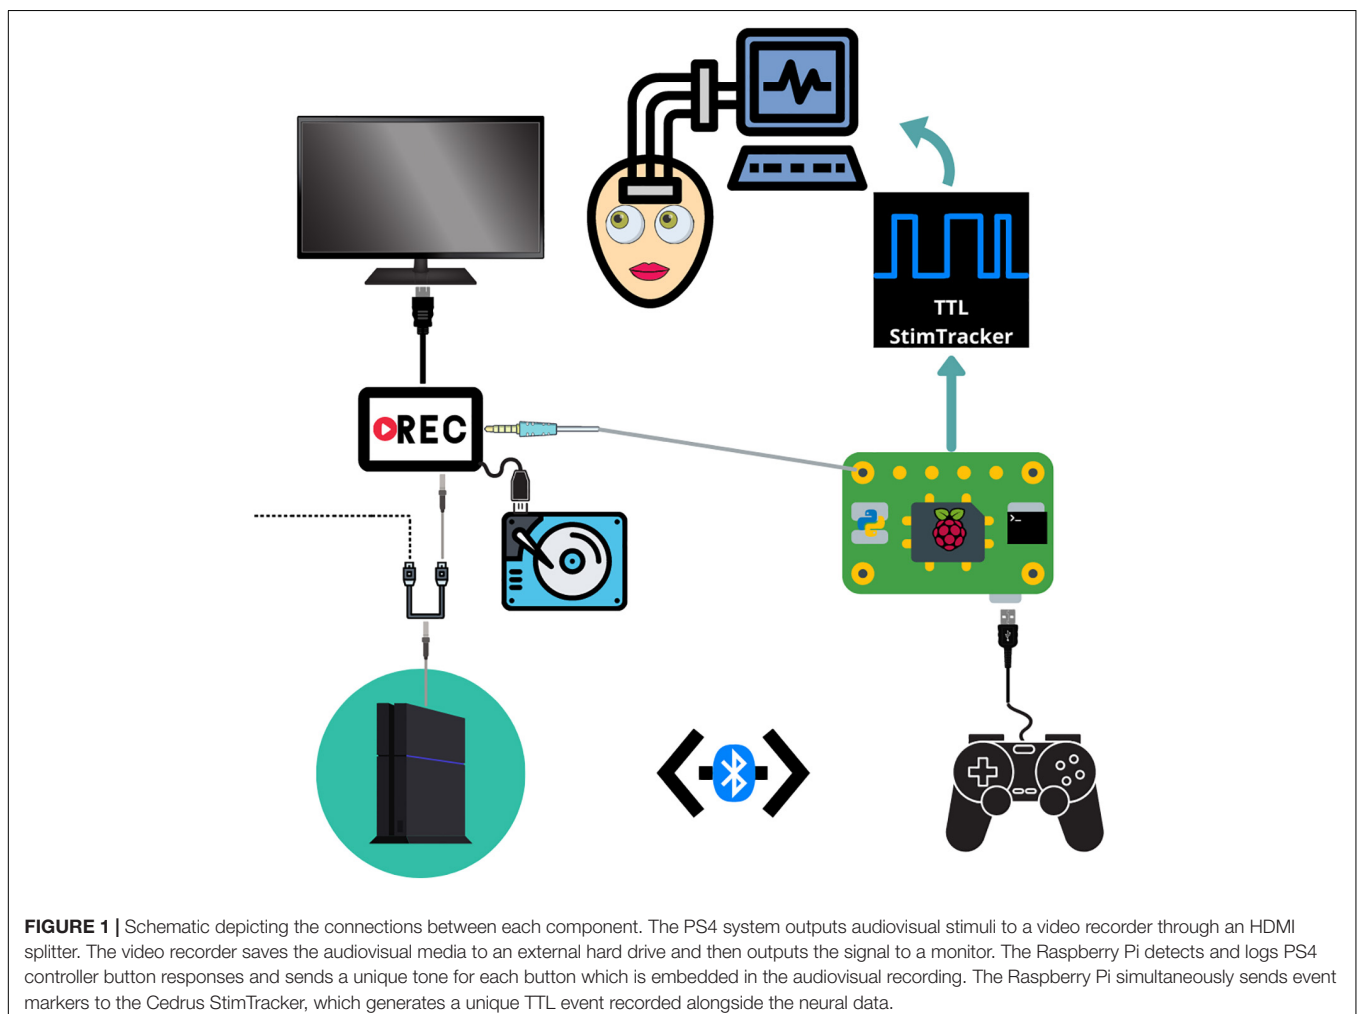 TTL
StimTracker
REC
>_
FIGURE 1 | Schematic depicting the connections between each component. The PS4 system outputs audiovisual stimuli to a video recorder through an HDMI
splitter. The video recorder saves the audiovisual media to an external hard drive and then outputs the signal to a monitor. The Raspberry Pi detects and logs PS4
controller button responses and sends a unique tone for each button which is embedded in the audiovisual recording. The Raspberry Pi simultaneously sends event
markers to the Cedrus StimTracker, which generates a unique TTL event recorded alongside the neural data.